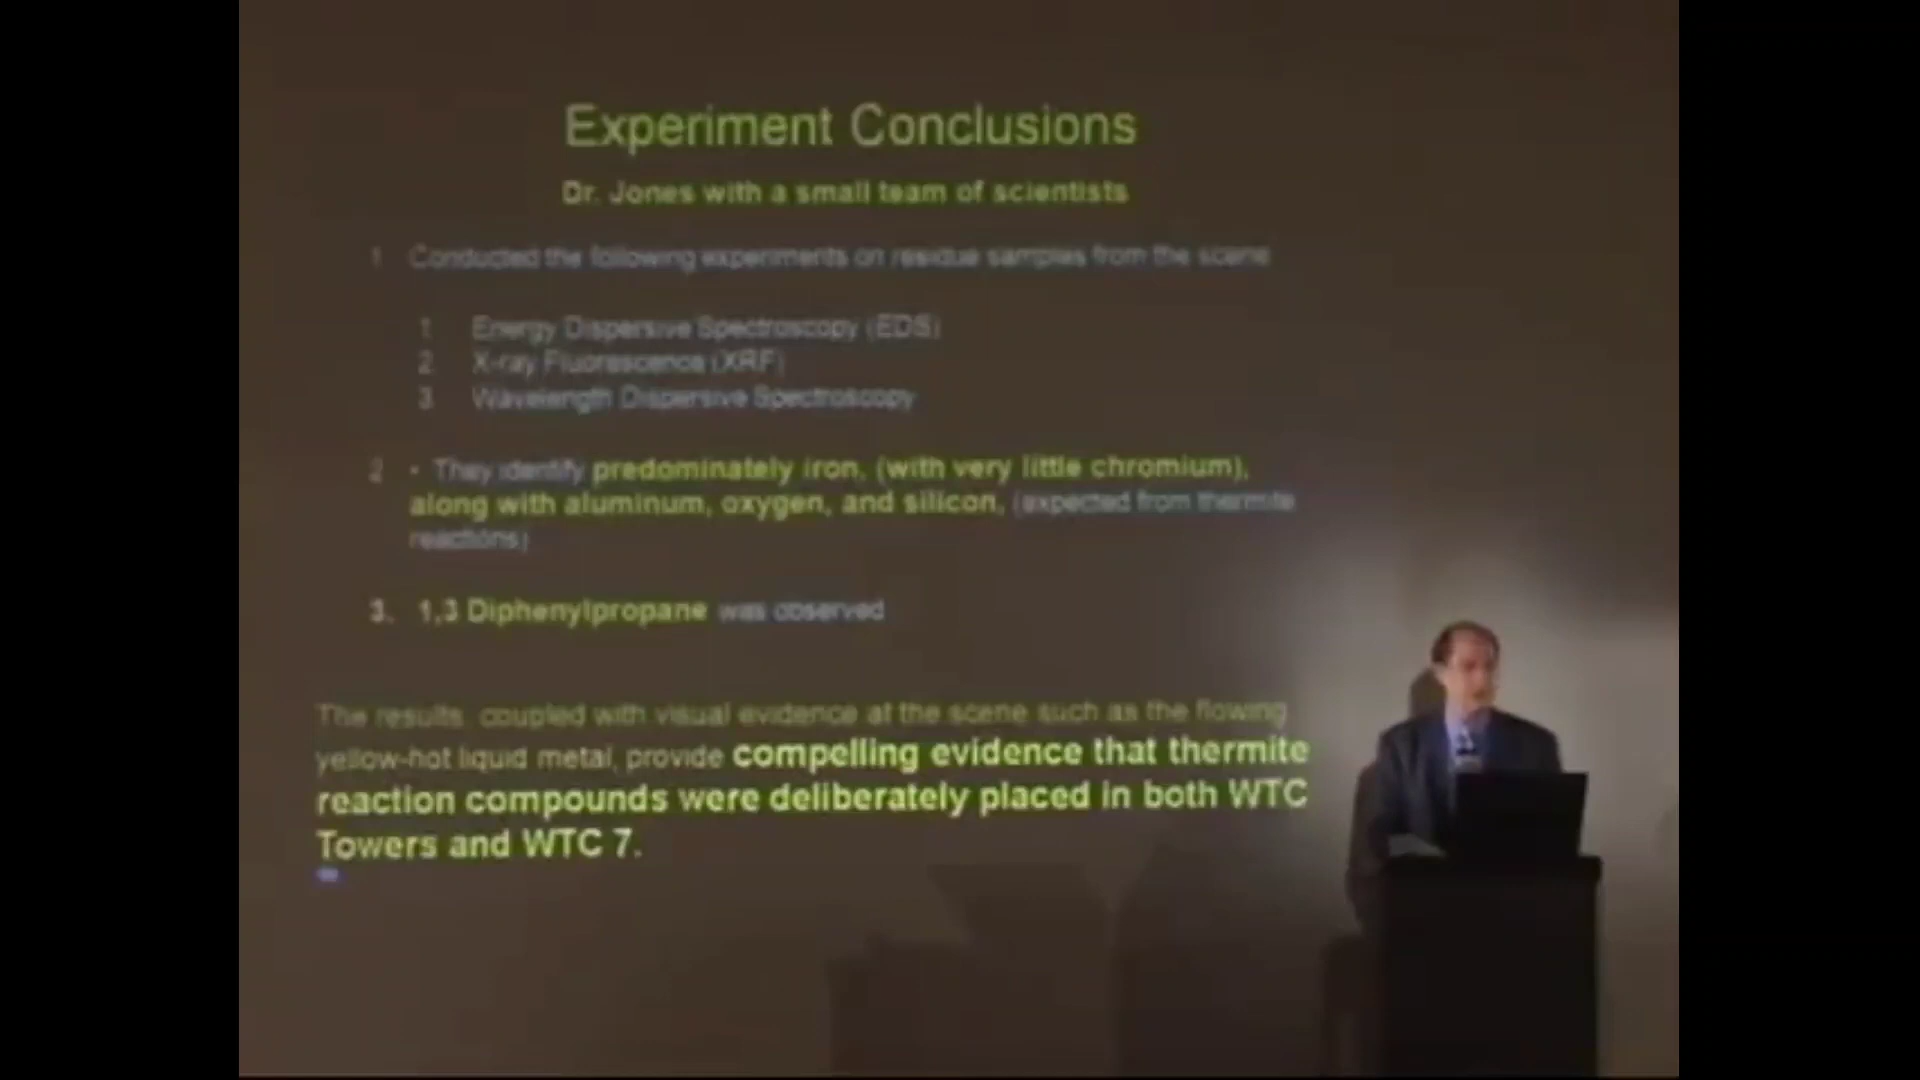 Experiment Conclusions
Dr. Jones with a small team of scientists
1 Conducted the following experiments on residue samples from the scene
1 Energy Dispersive Spectroscopy (EDS)
2 X-ray Fluorescence (XRF)
3 Wavelength Dispersive Spectroscopy
2 • They identify predominately iron, (with very little chromium),
along with aluminum, oxygen, and silicon, (expected from thermite
reactions)
3. 1,3 Diphenylpropane was observed
The results, coupled with visual evidence at the scene such as the flowing
yellow-hot liquid metal, provide compelling evidence that thermite
reaction compounds were deliberately placed in both WTC
Towers and WTC 7.